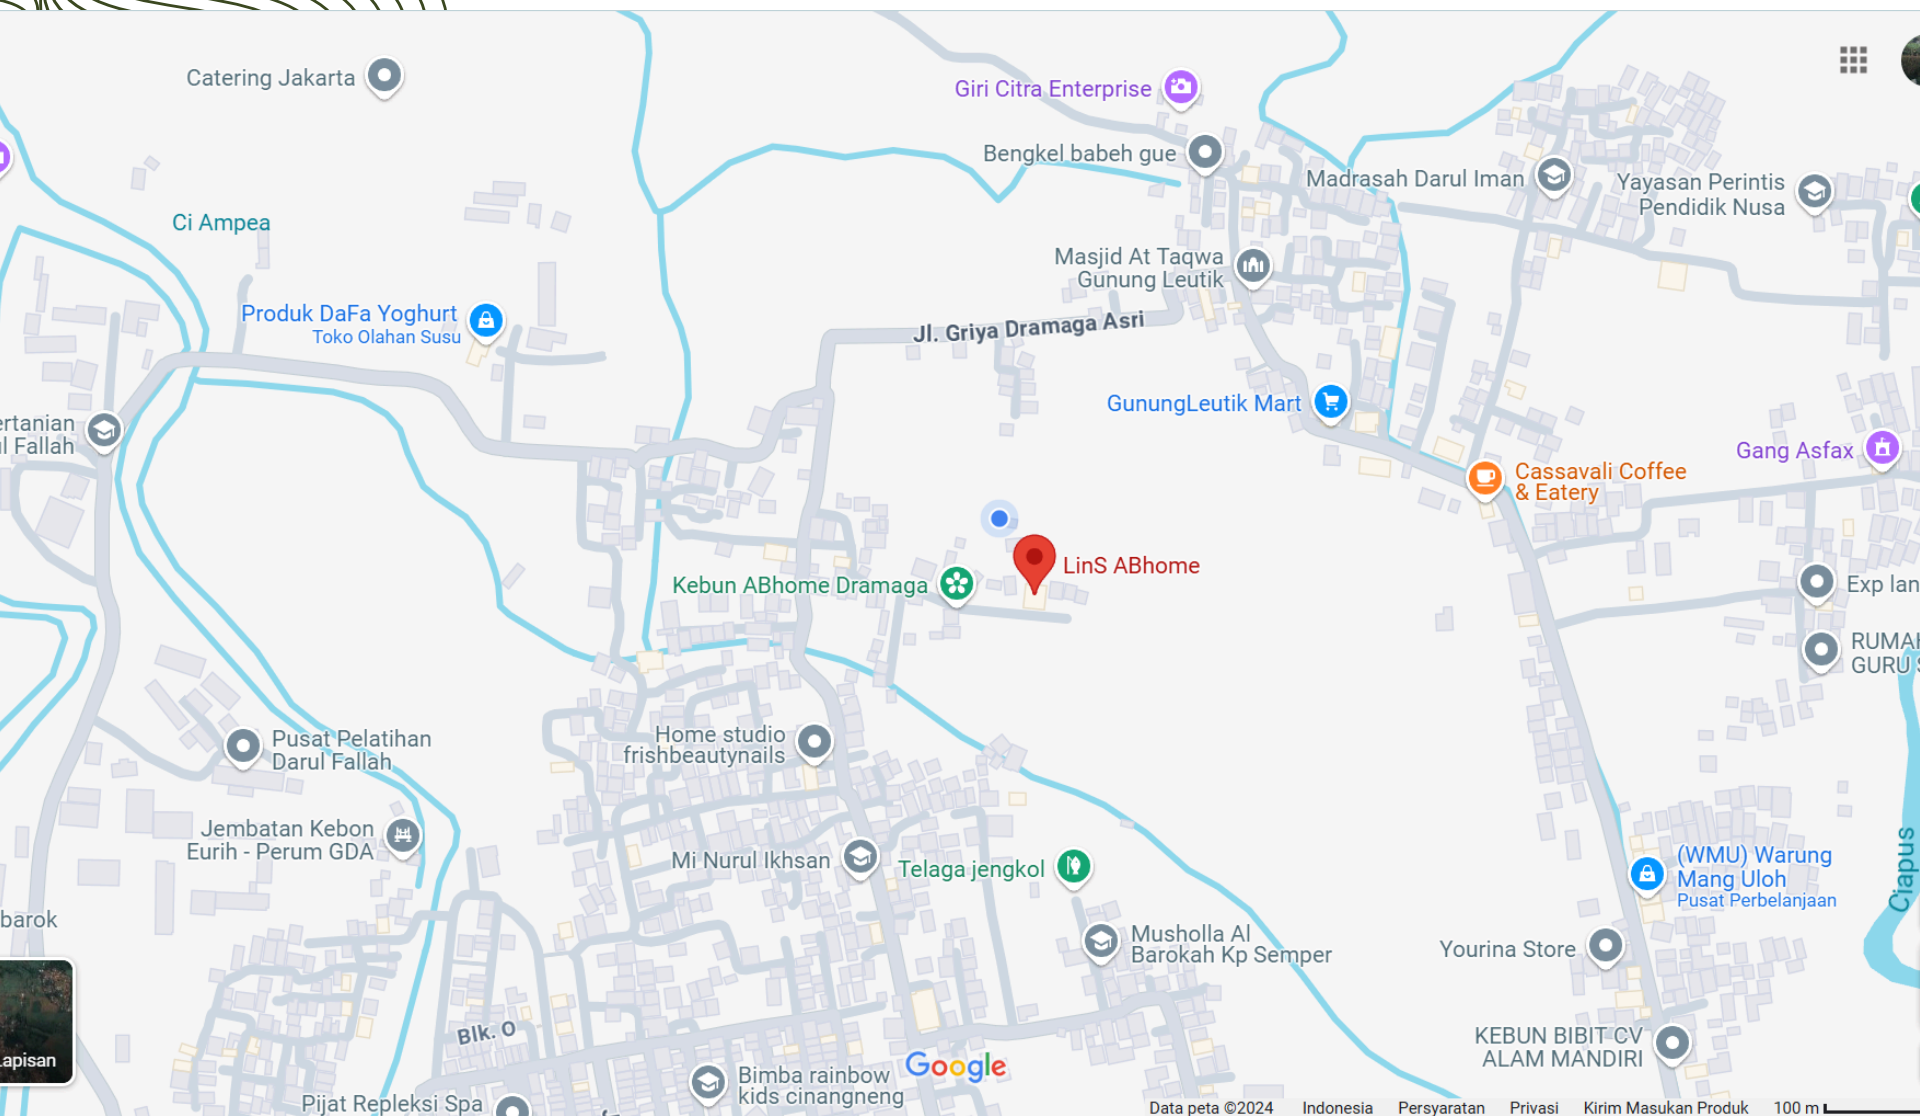 Catering Jakarta
Giri Citra Enterprise
Bengkel babeh gue
Madrasah Darul Iman
Yayasan Perintis
Pendidik Nusa
Ci Ampea
Masjid At Taqwa
Gunung Leutik
Produk DaFa Yoghurt
Toko Olahan Susu
Jl. Griya Dramaga Asri
GunungLeutik Mart
ertanian
l Fallah
Gang Asfax
Cassavali Coffee
& Eatery
LinS ABhome
Kebun ABhome Dramaga
Exp lan
RUMAH
GURU S
Home studio
frishbeautynails
Pusat Pelatihan
Darul Fallah
Jembatan Kebon
Eurih - Perum GDA
Mi Nurul Ikhsan
Telaga jengkol
(WMU) Warung
Mang Uloh
Pusat Perbelanjaan
Ciapus
barok
Musholla Al
Barokah Kp Semper
Yourina Store
Blk. O
KEBUN BIBIT CV
ALAM MANDIRI
Lapisan
Google
Bimba rainbow
kids cinangneng
Pijat Repleksi Spa
Data peta ©2024 Indonesia Persyaratan Privasi Kirim Masukan Produk 100 m